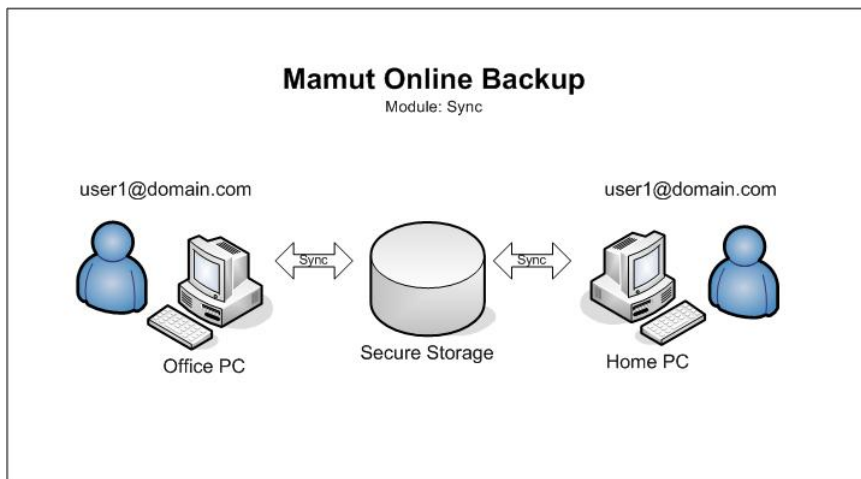 Mamut Online Backup
Module: Sync
user1@domain.com
user1@domain.com
Sync
Sync
Office PC
Secure Storage
Home PC